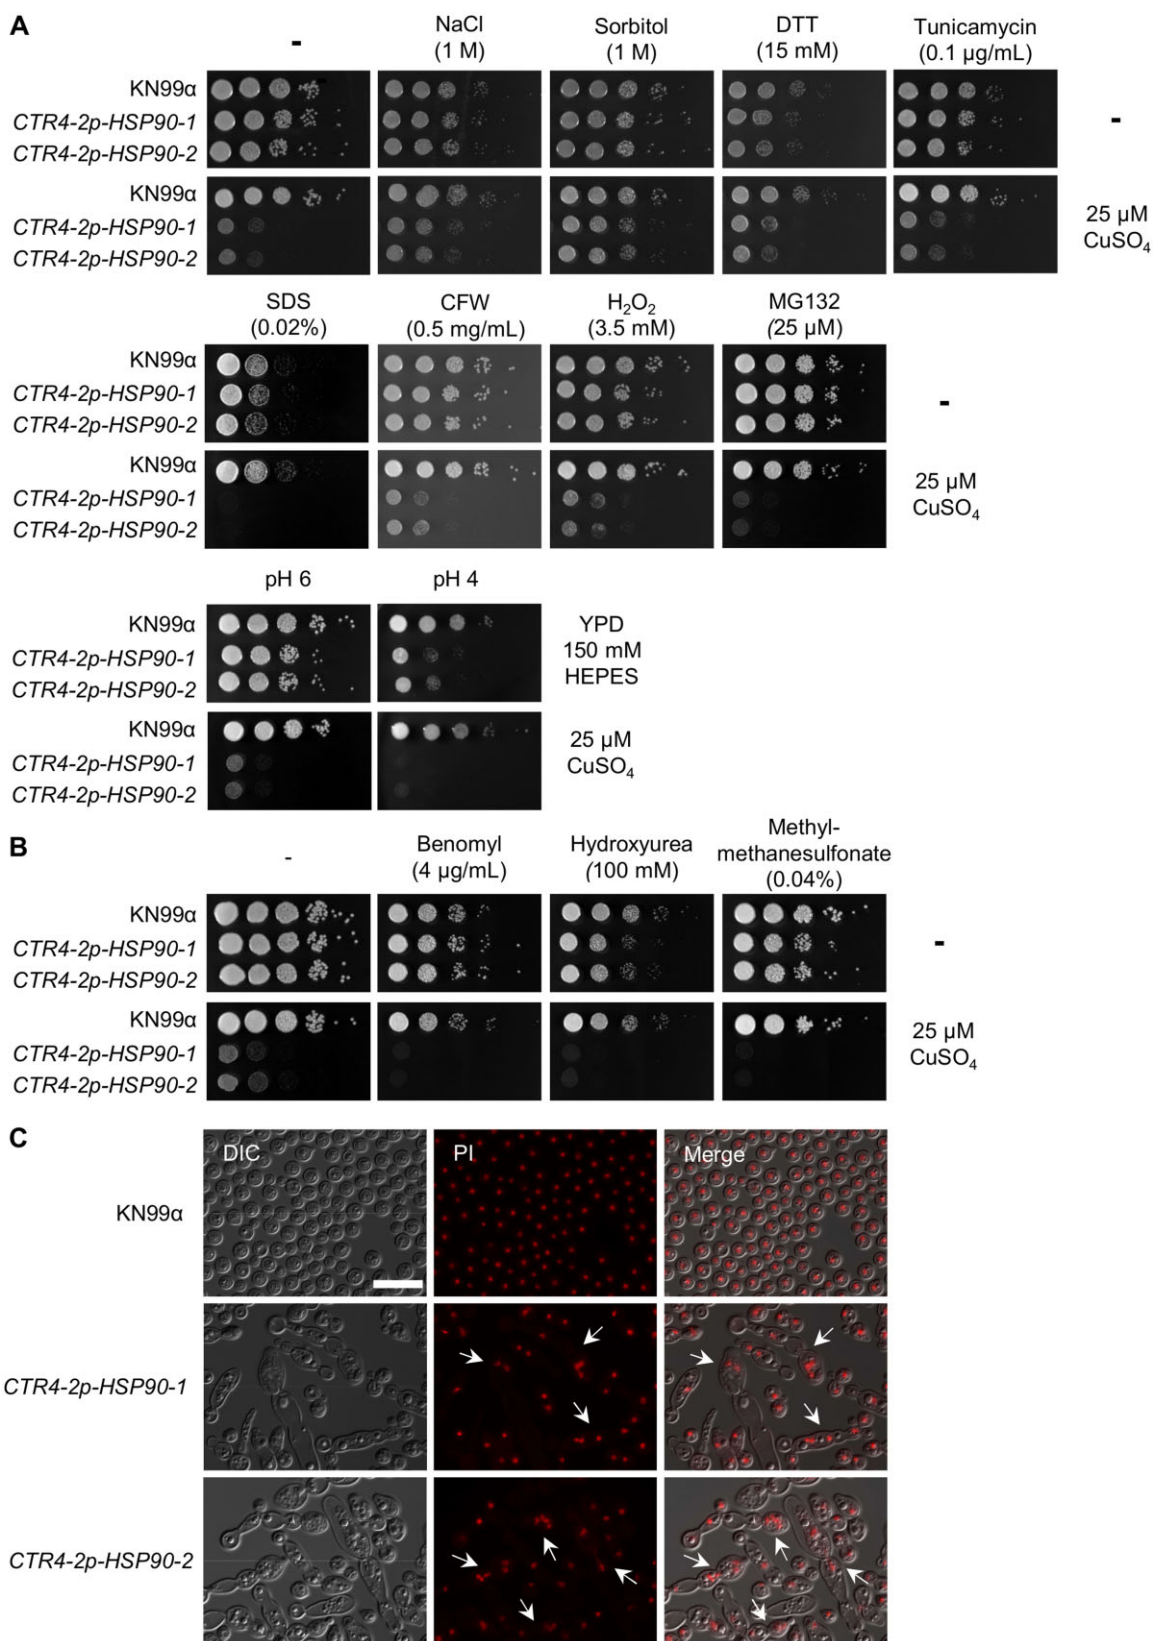 A
-
NaCl
(1 M)
Sorbitol
(1 M)
DTT
(15 mM)
Tunicamycin
(0.1 µg/mL)
KN99α
CTR4-2p-HSP90-1
CTR4-2p-HSP90-2
-
KN99α
CTR4-2p-HSP90-1
CTR4-2p-HSP90-2
25 µM
CuSO₄
SDS
(0.02%)
CFW
(0.5 mg/mL)
H₂O₂
(3.5 mM)
MG132
(25 µM)
KN99α
CTR4-2p-HSP90-1
CTR4-2p-HSP90-2
-
KN99α
CTR4-2p-HSP90-1
CTR4-2p-HSP90-2
25 µM
CuSO₄
pH 6
pH 4
KN99α
CTR4-2p-HSP90-1
CTR4-2p-HSP90-2
YPD
150 mM
HEPES
KN99α
CTR4-2p-HSP90-1
CTR4-2p-HSP90-2
25 µM
CuSO₄
B
-
Benomyl
(4 µg/mL)
Hydroxyurea
(100 mM)
Methyl-
methanesulfonate
(0.04%)
KN99α
CTR4-2p-HSP90-1
CTR4-2p-HSP90-2
-
KN99α
CTR4-2p-HSP90-1
CTR4-2p-HSP90-2
25 µM
CuSO₄
C
DIC
PI
Merge
KN99α
CTR4-2p-HSP90-1
CTR4-2p-HSP90-2